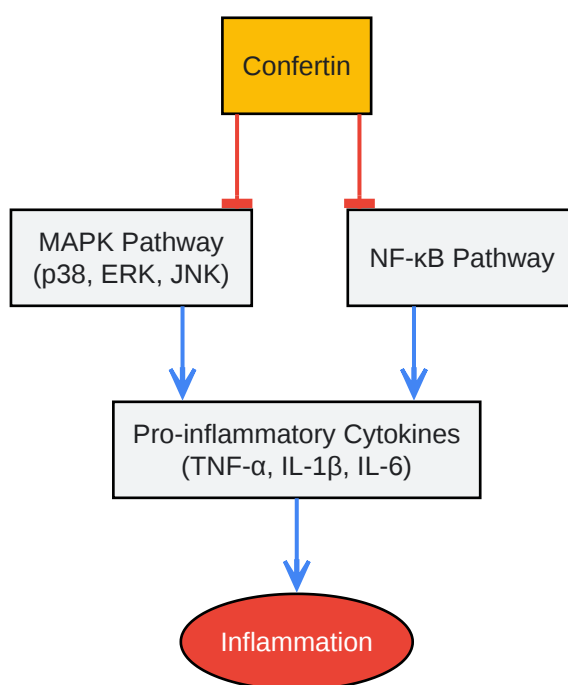 Confertin
MAPK Pathway
(p38, ERK, JNK)
NF-κB Pathway
Pro-inflammatory Cytokines
(TNF-α, IL-1β, IL-6)
Inflammation